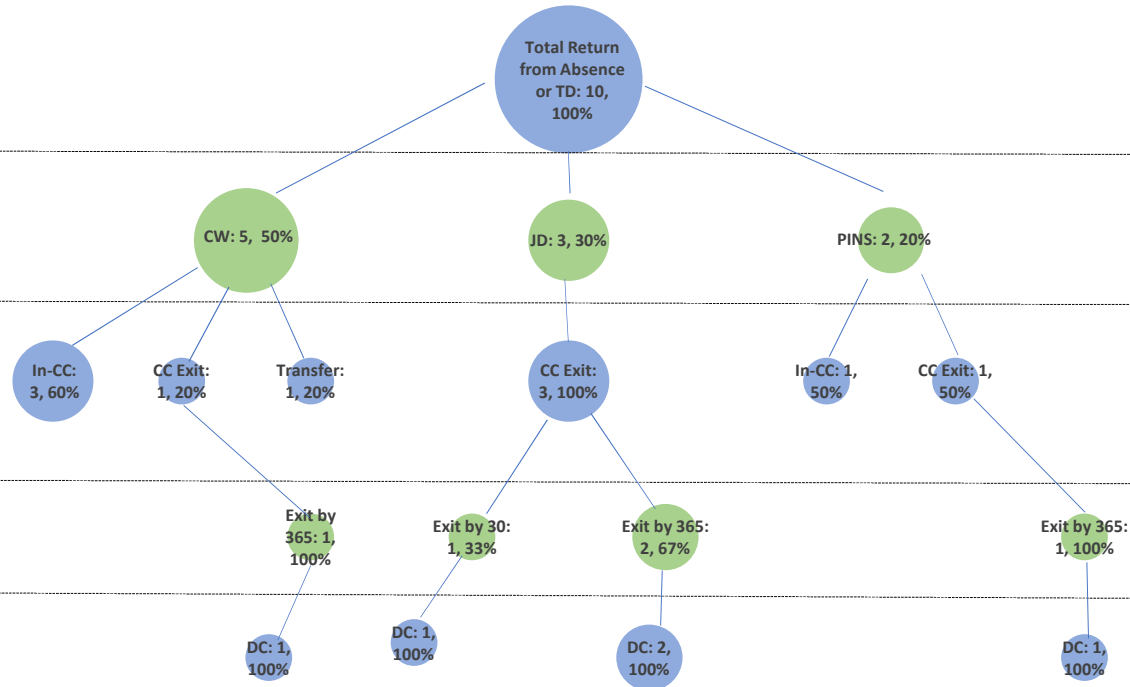 Total Return
from Absence
or TD: 10,
100%
CW: 5, 50%
JD: 3, 30%
PINS: 2, 20%
In-CC:
3, 60%
CC Exit:
1, 20%
Transfer:
1, 20%
CC Exit:
3, 100%
In-CC: 1,
50%
CC Exit: 1,
50%
Exit by
365: 1,
100%
Exit by 30:
1, 33%
Exit by 365:
2, 67%
Exit by 365:
1, 100%
DC: 1,
100%
DC: 1,
100%
DC: 2,
100%
DC: 1,
100%